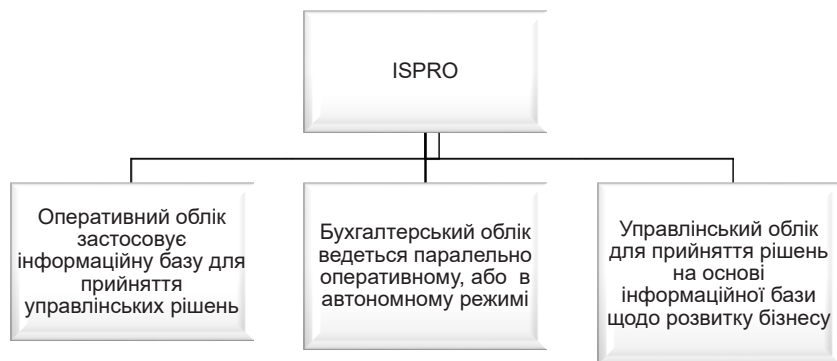 ISPRO
Оперативний облік
застосовує
інформаційну базу для
прийняття
управлінських рішень
Бухгалтерський облік
ведеться паралельно
оперативному, або в
автономному режимі
Управлінський облік
для прийняття рішень
на основі
інформаційної бази
щодо розвитку бізнесу